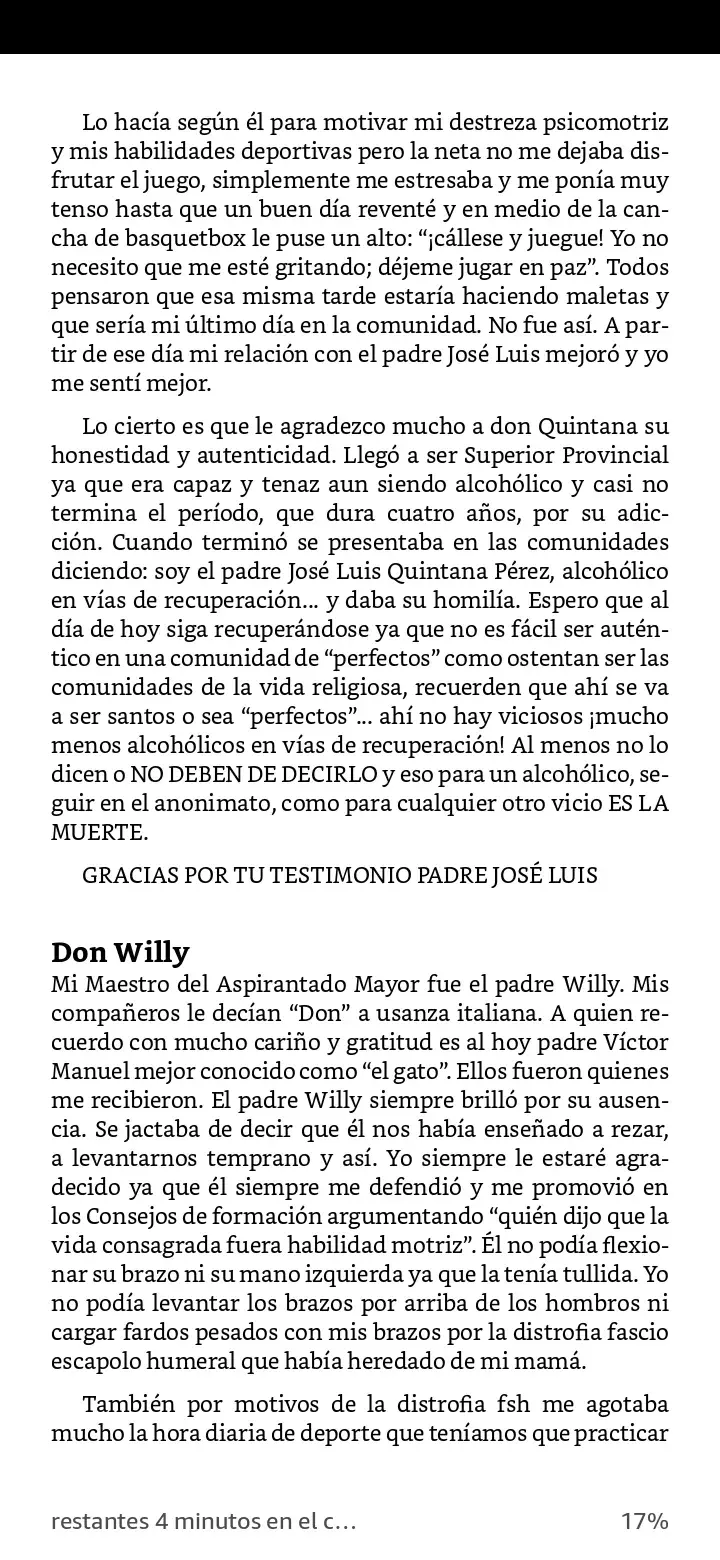 Lo hacía según él para motivar mi destreza psicomotriz
y mis habilidades deportivas pero la neta no me dejaba dis-
frutar el juego, simplemente me estresaba y me ponía muy
tenso hasta que un buen día reventé y en medio de la can-
cha de basquetbox le puse un alto: “¡cállese y juegue! Yo no
necesito que me esté gritando; déjeme jugar en paz”. Todos
pensaron que esa misma tarde estaría haciendo maletas y
que sería mi último día en la comunidad. No fue así. A par-
tir de ese día mi relación con el padre José Luis mejoró y yo
me sentí mejor.
Lo cierto es que le agradezco mucho a don Quintana su
honestidad y autenticidad. Llegó a ser Superior Provincial
ya que era capaz y tenaz aun siendo alcohólico y casi no
termina el período, que dura cuatro años, por su adic-
ción. Cuando terminó se presentaba en las comunidades
diciendo: soy el padre José Luis Quintana Pérez, alcohólico
en vías de recuperación... y daba su homilía. Espero que al
día de hoy siga recuperándose ya que no es fácil ser autén-
tico en una comunidad de “perfectos” como ostentan ser las
comunidades de la vida religiosa, recuerden que ahí se va
a ser santos o sea “perfectos”... ahí no hay viciosos ¡mucho
menos alcohólicos en vías de recuperación! Al menos no lo
dicen o NO DEBEN DE DECIRLO y eso para un alcohólico, se-
guir en el anonimato, como para cualquier otro vicio ES LA
MUERTE.
GRACIAS POR TU TESTIMONIO PADRE JOSÉ LUIS
Don Willy
Mi Maestro del Aspirantado Mayor fue el padre Willy. Mis
compañeros le decían “Don” a usanza italiana. A quien re-
cuerdo con mucho cariño y gratitud es al hoy padre Víctor
Manuel mejor conocido como “el gato”. Ellos fueron quienes
me recibieron. El padre Willy siempre brilló por su ausen-
cia. Se jactaba de decir que él nos había enseñado a rezar,
a levantarnos temprano y así. Yo siempre le estaré agra-
decido ya que él siempre me defendió y me promovió en
los Consejos de formación argumentando “quién dijo que la
vida consagrada fuera habilidad motriz”. Él no podía flexio-
nar su brazo ni su mano izquierda ya que la tenía tullida. Yo
no podía levantar los brazos por arriba de los hombros ni
cargar fardos pesados con mis brazos por la distrofia fascio
escapolo humeral que había heredado de mi mamá.
También por motivos de la distrofia fsh me agotaba
mucho la hora diaria de deporte que teníamos que practicar
restantes 4 minutos en el c... 17%